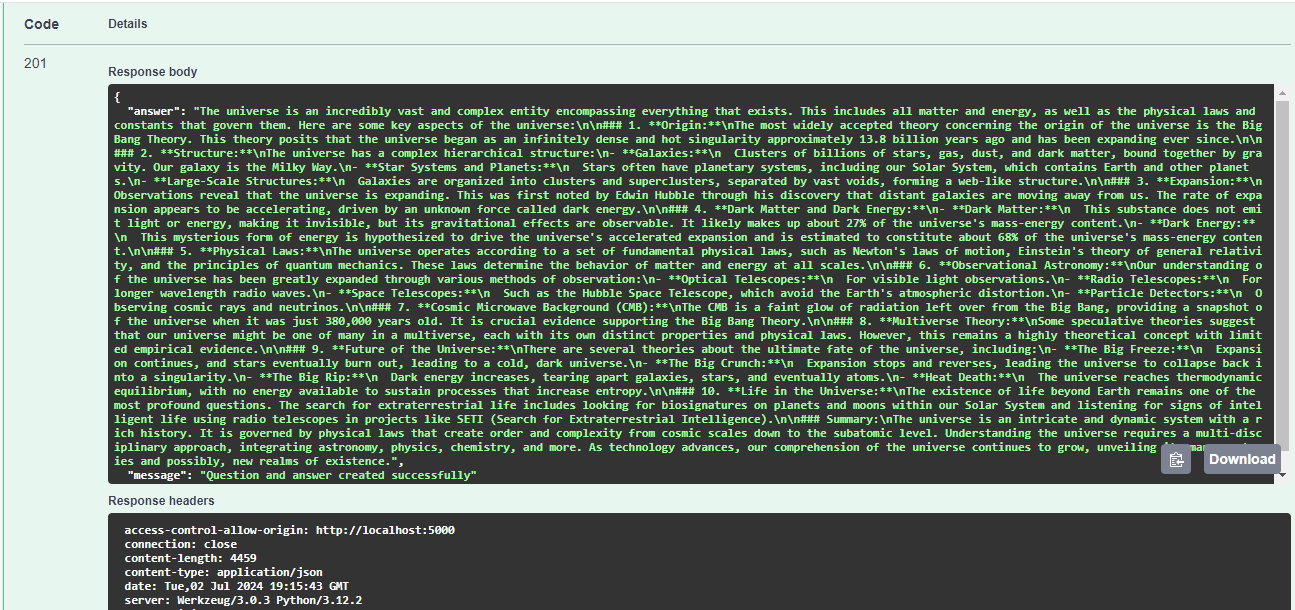 Code Details
201
Response body
{
"answer": "The universe is an incredibly vast and complex entity encompassing everything that exists. This includes all matter and energy, as well as the physical laws and
constants that govern them. Here are some key aspects of the universe:\n\n### 1. **Origin:**\nThe most widely accepted theory concerning the origin of the universe is the Big
Bang Theory. This theory posits that the universe began as an infinitely dense and hot singularity approximately 13.8 billion years ago and has been expanding ever since.\n\n
### 2. **Structure:**\nThe universe has a complex hierarchical structure:\n- **Galaxies:**\n  Clusters of billions of stars, gas, dust, and dark matter, bound together by gra
vity. Our galaxy is the Milky Way.\n- **Star Systems and Planets:**\n  Stars often have planetary systems, including our Solar System, which contains Earth and other planet
s.\n- **Large-Scale Structures:**\n  Galaxies are organized into clusters and superclusters, separated by vast voids, forming a web-like structure.\n\n### 3. **Expansion:**\n
Observations reveal that the universe is expanding. This was first noted by Edwin Hubble through his discovery that distant galaxies are moving away from us. The rate of expa
nsion appears to be accelerating, driven by an unknown force called dark energy.\n\n### 4. **Dark Matter and Dark Energy:**\n- **Dark Matter:**\n  This substance does not emi
t light or energy, making it invisible, but its gravitational effects are observable. It likely makes up about 27% of the universe's mass-energy content.\n- **Dark Energy:**
\n  This mysterious form of energy is hypothesized to drive the universe's accelerated expansion and is estimated to constitute about 68% of the universe's mass-energy conten
t.\n\n### 5. **Physical Laws:**\nThe universe operates according to a set of fundamental physical laws, such as Newton's laws of motion, Einstein's theory of general relativi
ty, and the principles of quantum mechanics. These laws determine the behavior of matter and energy at all scales.\n\n### 6. **Observational Astronomy:**\nOur understanding o
f the universe has been greatly expanded through various methods of observation:\n- **Optical Telescopes:**\n  For visible light observations.\n- **Radio Telescopes:**\n  For
longer wavelength radio waves.\n- **Space Telescopes:**\n  Such as the Hubble Space Telescope, which avoid the Earth's atmospheric distortion.\n- **Particle Detectors:**\n  O
bserving cosmic rays and neutrinos.\n\n### 7. **Cosmic Microwave Background (CMB):**\nThe CMB is a faint glow of radiation left over from the Big Bang, providing a snapshot o
f the universe when it was just 380,000 years old. It is crucial evidence supporting the Big Bang Theory.\n\n### 8. **Multiverse Theory:**\nSome speculative theories suggest
that our universe might be one of many in a multiverse, each with its own distinct properties and physical laws. However, this remains a highly theoretical concept with limit
ed empirical evidence.\n\n### 9. **Future of the Universe:**\nThere are several theories about the ultimate fate of the universe, including:\n- **The Big Freeze:**\n  Expansi
on continues, and stars eventually burn out, leading to a cold, dark universe.\n- **The Big Crunch:**\n  Expansion stops and reverses, leading the universe to collapse back i
nto a singularity.\n- **The Big Rip:**\n  Dark energy increases, tearing apart galaxies, stars, and eventually atoms.\n- **Heat Death:**\n  The universe reaches thermodynamic
equilibrium, with no energy available to sustain processes that increase entropy.\n\n### 10. **Life in the Universe:**\nThe existence of life beyond Earth remains one of the
most profound questions. The search for extraterrestrial life includes looking for biosignatures on planets and moons within our Solar System and listening for signs of intel
ligent life using radio telescopes in projects like SETI (Search for Extraterrestrial Intelligence).\n\n### Summary:\nThe universe is an intricate and dynamic system with a r
ich history. It is governed by physical laws that create order and complexity from cosmic scales down to the subatomic level. Understanding the universe requires a multi-disc
iplinary approach, integrating astronomy, physics, chemistry, and more. As technology advances, our comprehension of the universe continues to grow, unveiling
ies and possibly, new realms of existence.",
"message": "Question and answer created successfully"
Download
Response headers
access-control-allow-origin: http://localhost:5000
connection: close
content-length: 4459
content-type: application/json
date: Tue,02 Jul 2024 19:15:43 GMT
server: Werkzeug/3.0.3 Python/3.12.2